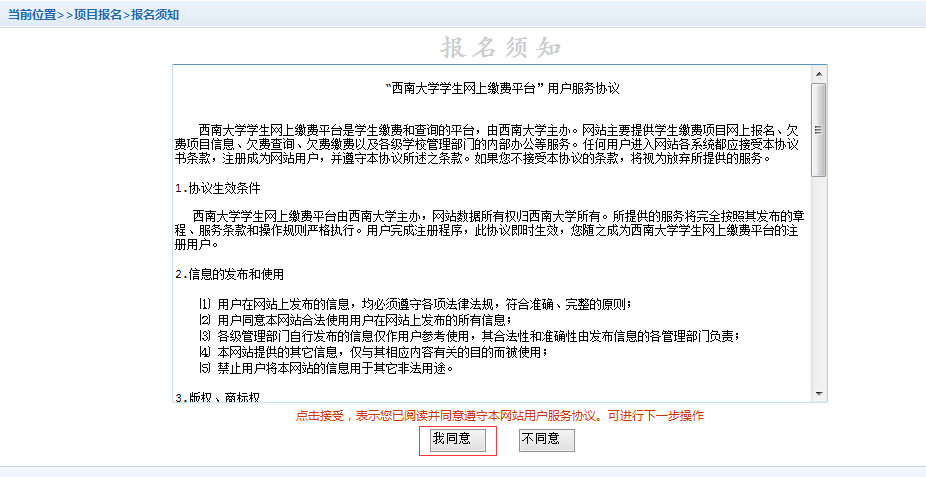 当前位置>>项目报名>报名须知
报名须知
“西南大学学生网上缴费平台”用户服务协议
西南大学学生网上缴费平台是学生缴费和查询的平台，由西南大学主办。网站主要提供学生缴费项目网上报名、欠
费项目信息、欠费查询、欠费缴费以及各级学校管理部门的内部办公等服务。任何用户进入网站各系统都应接受本协议
书条款，注册成为网站用户，并遵守本协议所述之条款。如果您不接受本协议的条款，将视为放弃所提供的服务。
1.协议生效条件
西南大学学生网上缴费平台由西南大学主办，网站数据所有权归西南大学所有。所提供的服务将完全按照其发布的章
程、服务条款和操作规则严格执行。用户完成注册程序，此协议即时生效，您随之成为西南大学学生网上缴费平台的注
册用户。
2.信息的发布和使用
⑴ 用户在网站上发布的信息，均必须遵守各项法律法规，符合准确、完整的原则；
⑵ 用户同意本网站合法使用用户在网站上发布的所有信息；
⑶ 各级管理部门自行发布的信息仅作用户参考使用，其合法性和准确性由发布信息的各管理部门负责；
⑷ 本网站提供的其它信息，仅与其相应内容有关的目的而被使用；
⑸ 禁止用户将本网站的信息用于其它非法用途。
3.版权、商标权
点击接受，表示您已阅读并同意遵守本网站用户服务协议。可进行下一步操作
我同意 不同意